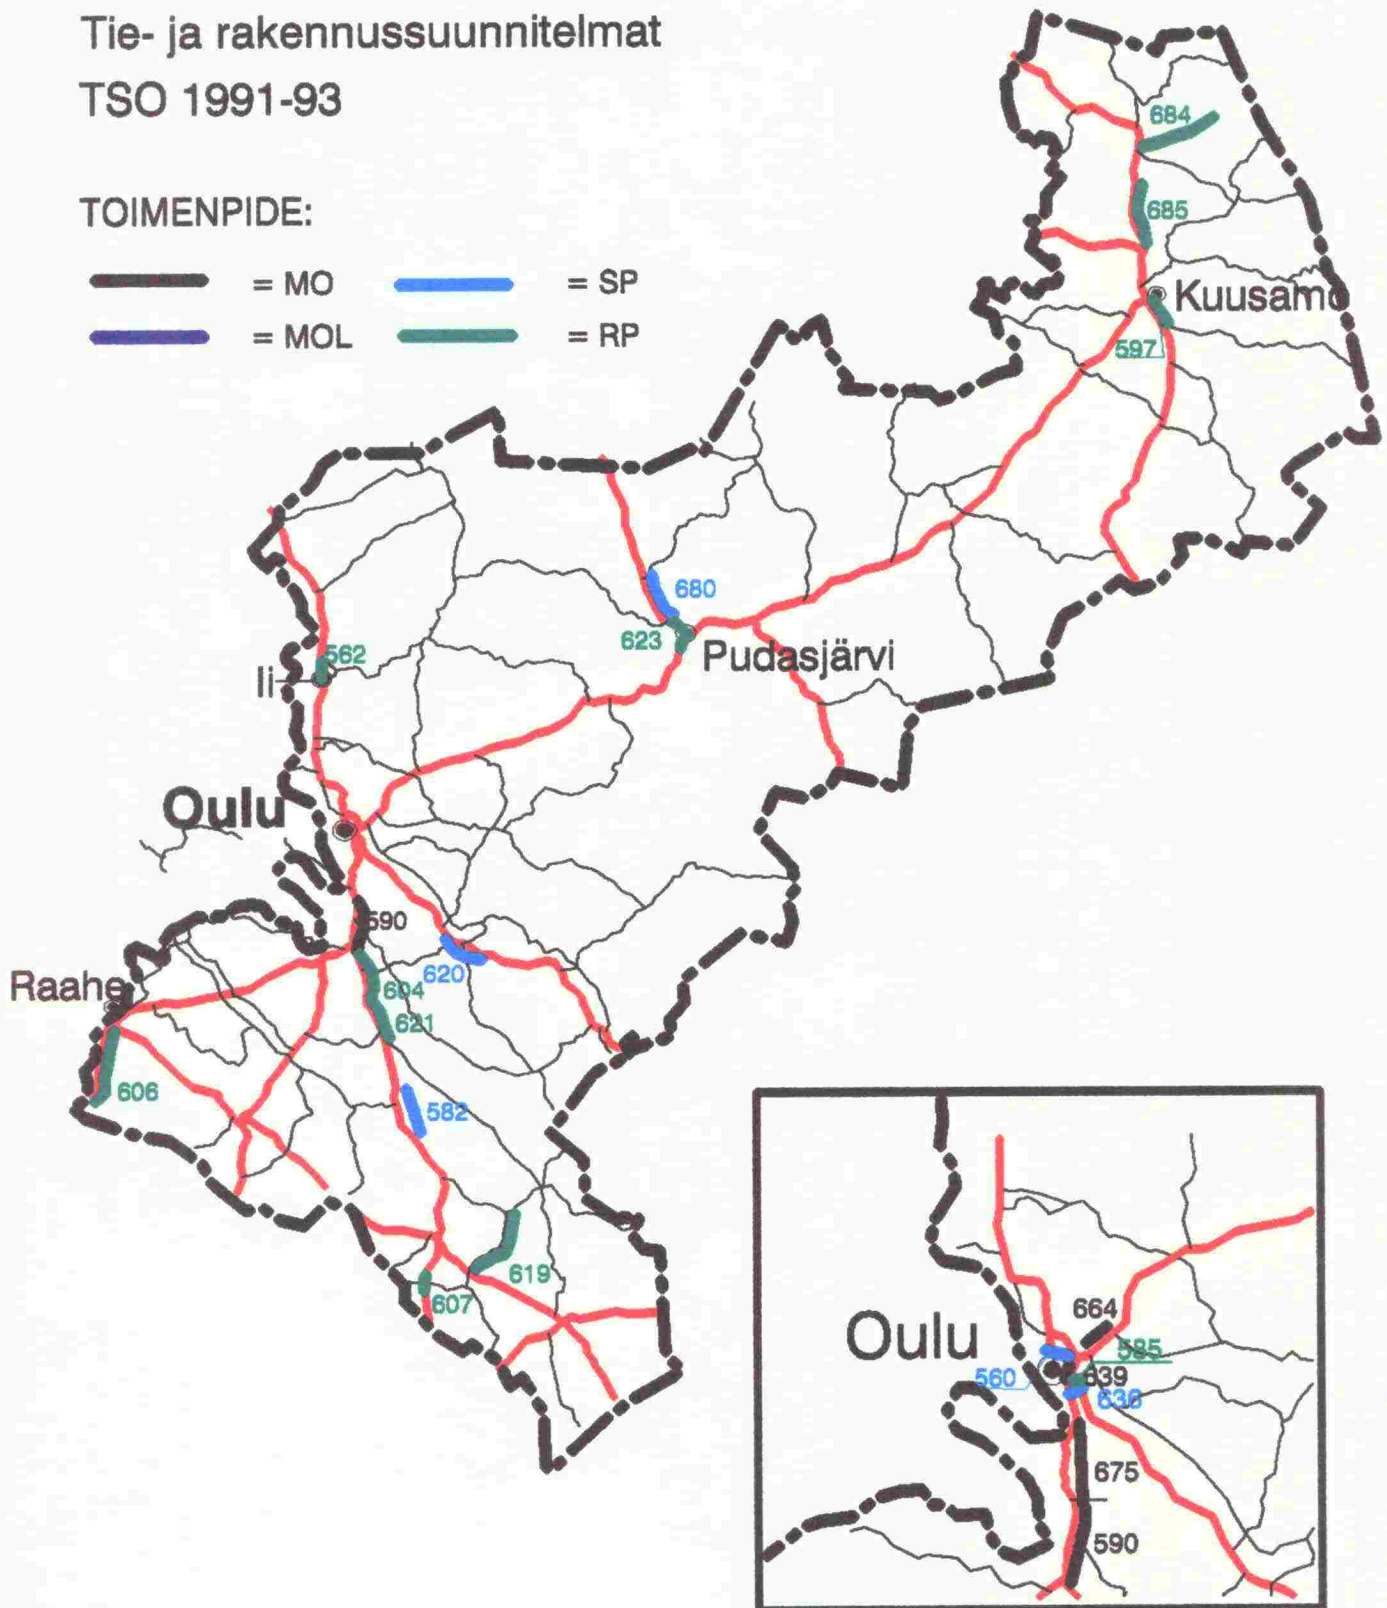 Tie- ja rakennussuunnitelmat
TSO 1991-93
TOIMENPIDE:
= MO
= SP
= MOL
= RP
684
685
Kuusamo
597
680
623
Pudasjärvi
562
Ii
Oulu
590
620
Raahe
604
621
606
582
619
607
664
Oulu
585
560
639
636
675
590